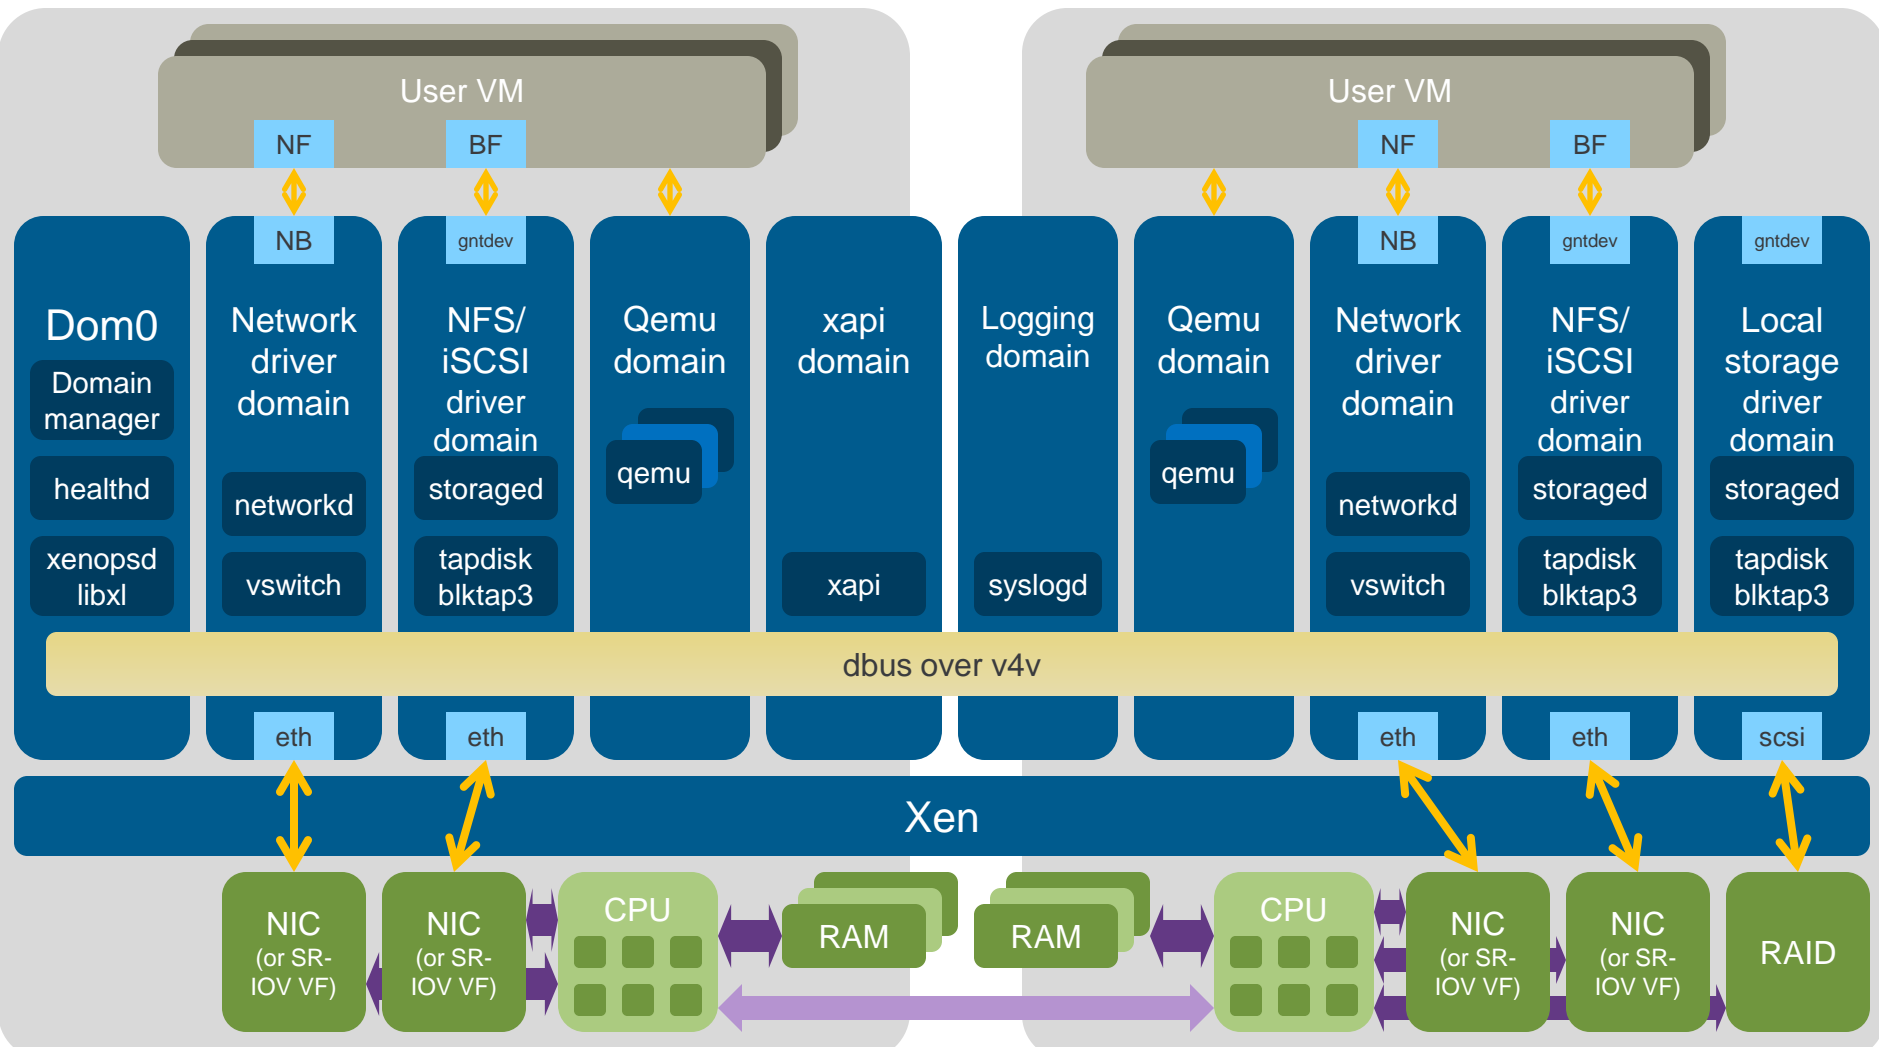 User VM
NF
BF
User VM
NF
BF
Dom0
Domain
manager
healthd
xenopsd
libxl
NB
Network
driver
domain
networkd
vswitch
eth
gntdev
NFS/
iSCSI
driver
domain
storaged
tapdisk
blktap3
eth
Qemu
domain
qemu
xapi
domain
xapi
Logging
domain
syslogd
Qemu
domain
qemu
NB
Network
driver
domain
networkd
vswitch
eth
gntdev
NFS/
iSCSI
driver
domain
storaged
tapdisk
blktap3
eth
gntdev
Local
storage
driver
domain
storaged
tapdisk
blktap3
scsi
dbus over v4v
Xen
NIC
(or SR-
IOV VF)
NIC
(or SR-
IOV VF)
CPU
RAM
RAM
CPU
NIC
(or SR-
IOV VF)
NIC
(or SR-
IOV VF)
RAID